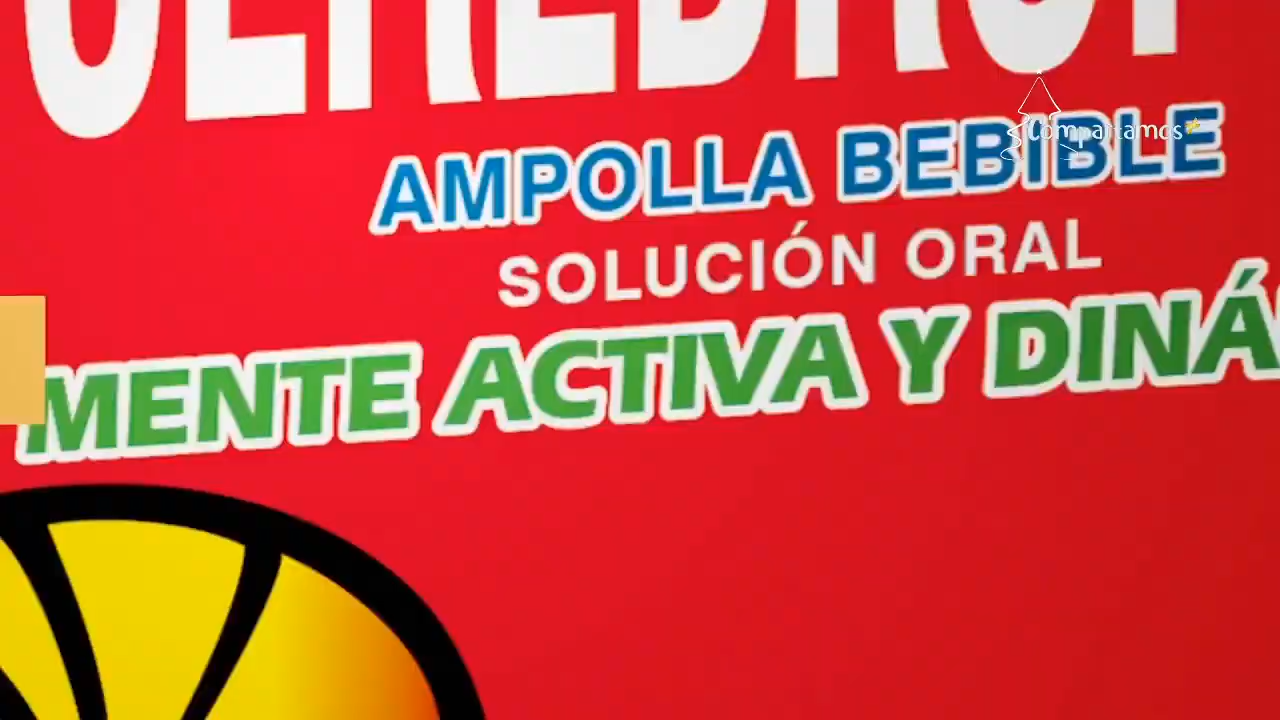 AMPOLLA BEBIBLE
Compartamos
SOLUCIÓN ORAL
MENTE ACTIVA Y DINÁ